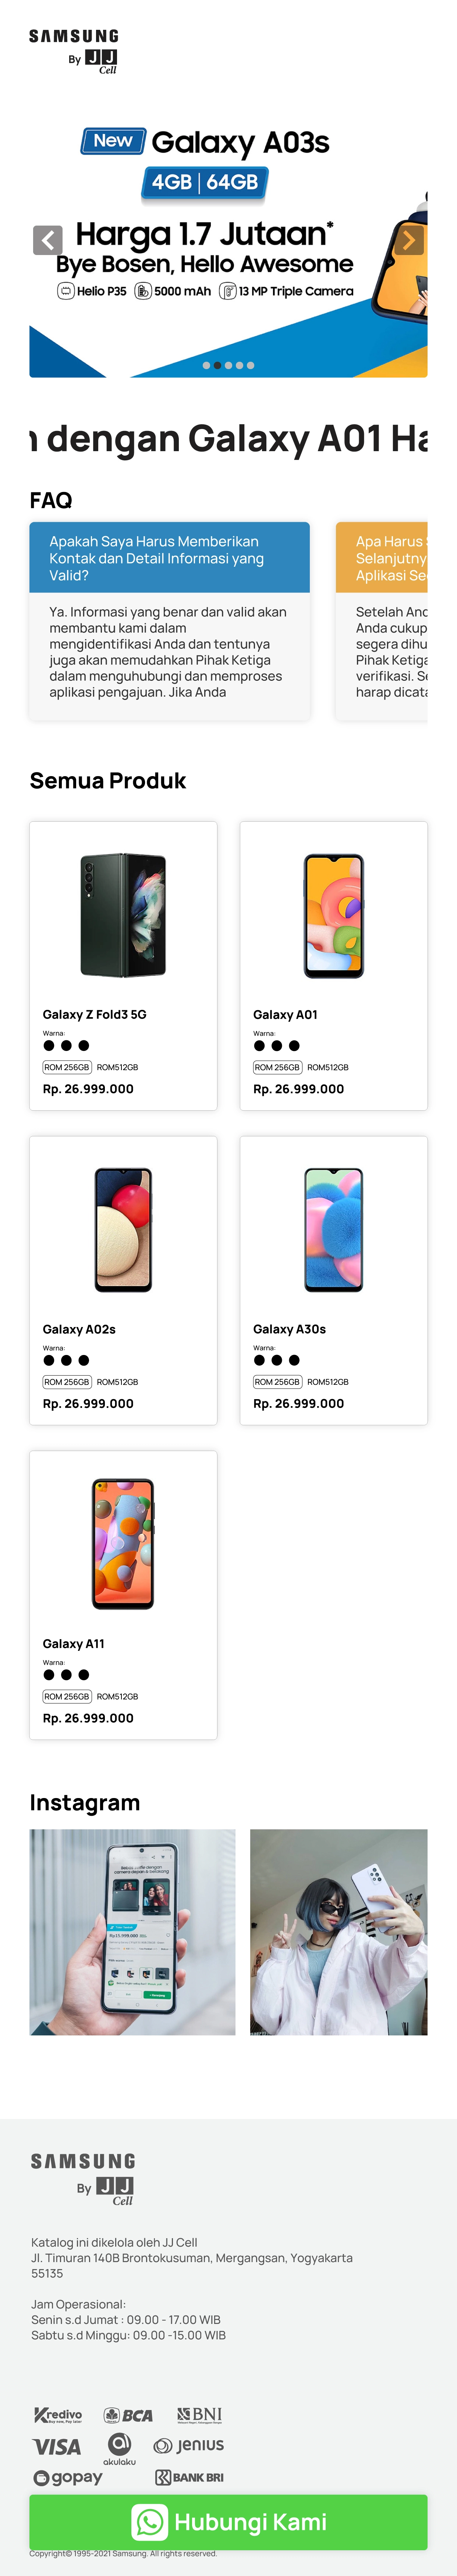 SAMSUNG
By JJ
Cell
New Galaxy A03s
4GB | 64GB
Harga 1.7 Jutaan*
Bye Bosen, Hello Awesome
Helio P35 5000 mAh 13 MP Triple Camera
dengan Galaxy A01
FAQ
Apakah Saya Harus Memberikan
Kontak dan Detail Informasi yang
Valid?
Ya. Informasi yang benar dan valid akan
membantu kami dalam
mengidentifikasi Anda dan tentunya
juga akan memudahkan Pihak Ketiga
dalam menguhubungi dan memproses
aplikasi pengajuan. Jika Anda
Apa Harus
Selanjutny
Aplikasi Se
Setelah And
Anda cukup
segera dihu
Pihak Ketiga
verifikasi. Se
harap dicata
Semua Produk
Galaxy Z Fold3 5G
Warna:
ROM 256GB ROM512GB
Rp. 26.999.000
Galaxy A01
Warna:
ROM 256GB ROM512GB
Rp. 26.999.000
Galaxy A02s
Warna:
ROM 256GB ROM512GB
Rp. 26.999.000
Galaxy A30s
Warna:
ROM 256GB ROM512GB
Rp. 26.999.000
Galaxy A11
Warna:
ROM 256GB ROM512GB
Rp. 26.999.000
Instagram
SAMSUNG
By JJ
Cell
Katalog ini dikelola oleh JJ Cell
Jl. Timuran 140B Brontokusuman, Mergangsan, Yogyakarta
55135
Jam Operasional:
Senin s.d Jumat : 09.00 - 17.00 WIB
Sabtu s.d Minggu: 09.00 -15.00 WIB
Kredivo BCA BNI
Buy now, Pay later
VISA akulaku Jenius
gopay BANK BRI
Hubungi Kami
Copyright© 1995-2021 Samsung. All rights reserved.